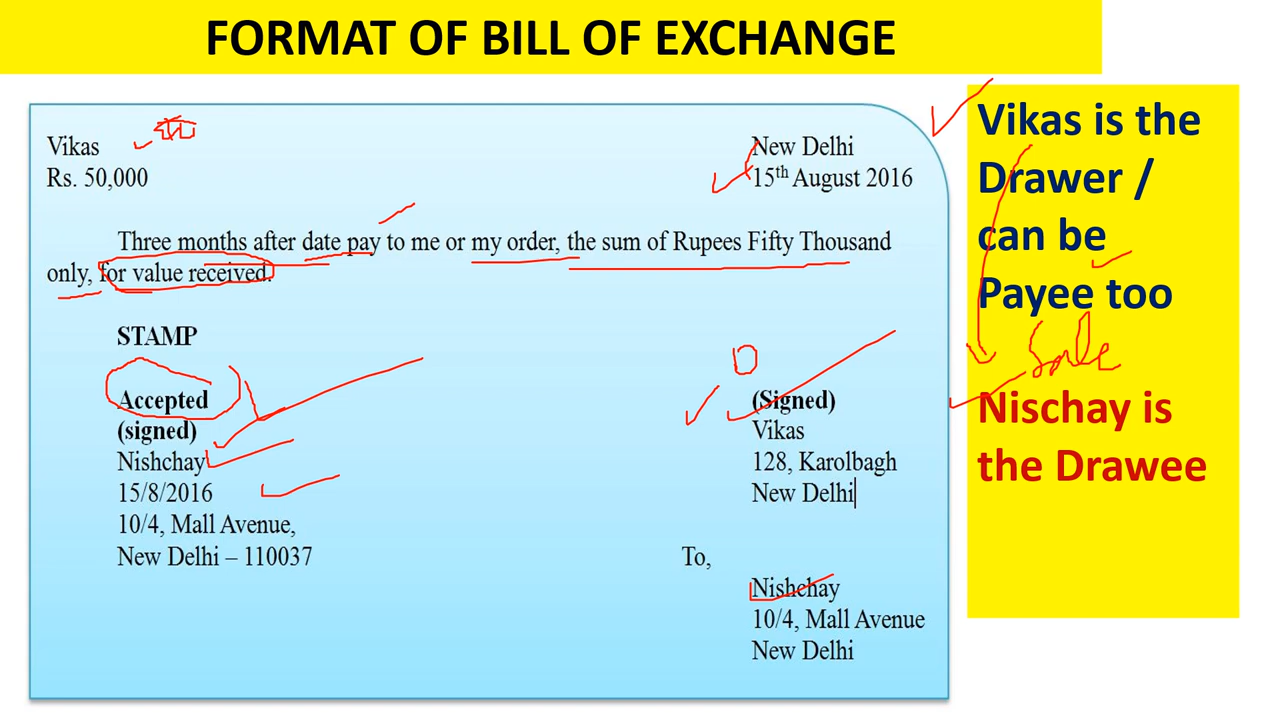 FORMAT OF BILL OF EXCHANGE
Vikas
Rs. 50,000
New Delhi
15th August 2016
Three months after date pay to me or my order, the sum of Rupees Fifty Thousand
only, for value received.
STAMP
Accepted
(signed)
Nishchay
15/8/2016
10/4, Mall Avenue,
New Delhi – 110037
D
(Signed)
Vikas
128, Karolbagh
New Delhi
To,
Nishchay
10/4, Mall Avenue
New Delhi
Vikas is the
Drawer /
can be
Payee too
Sale
Nischay is
the Drawee